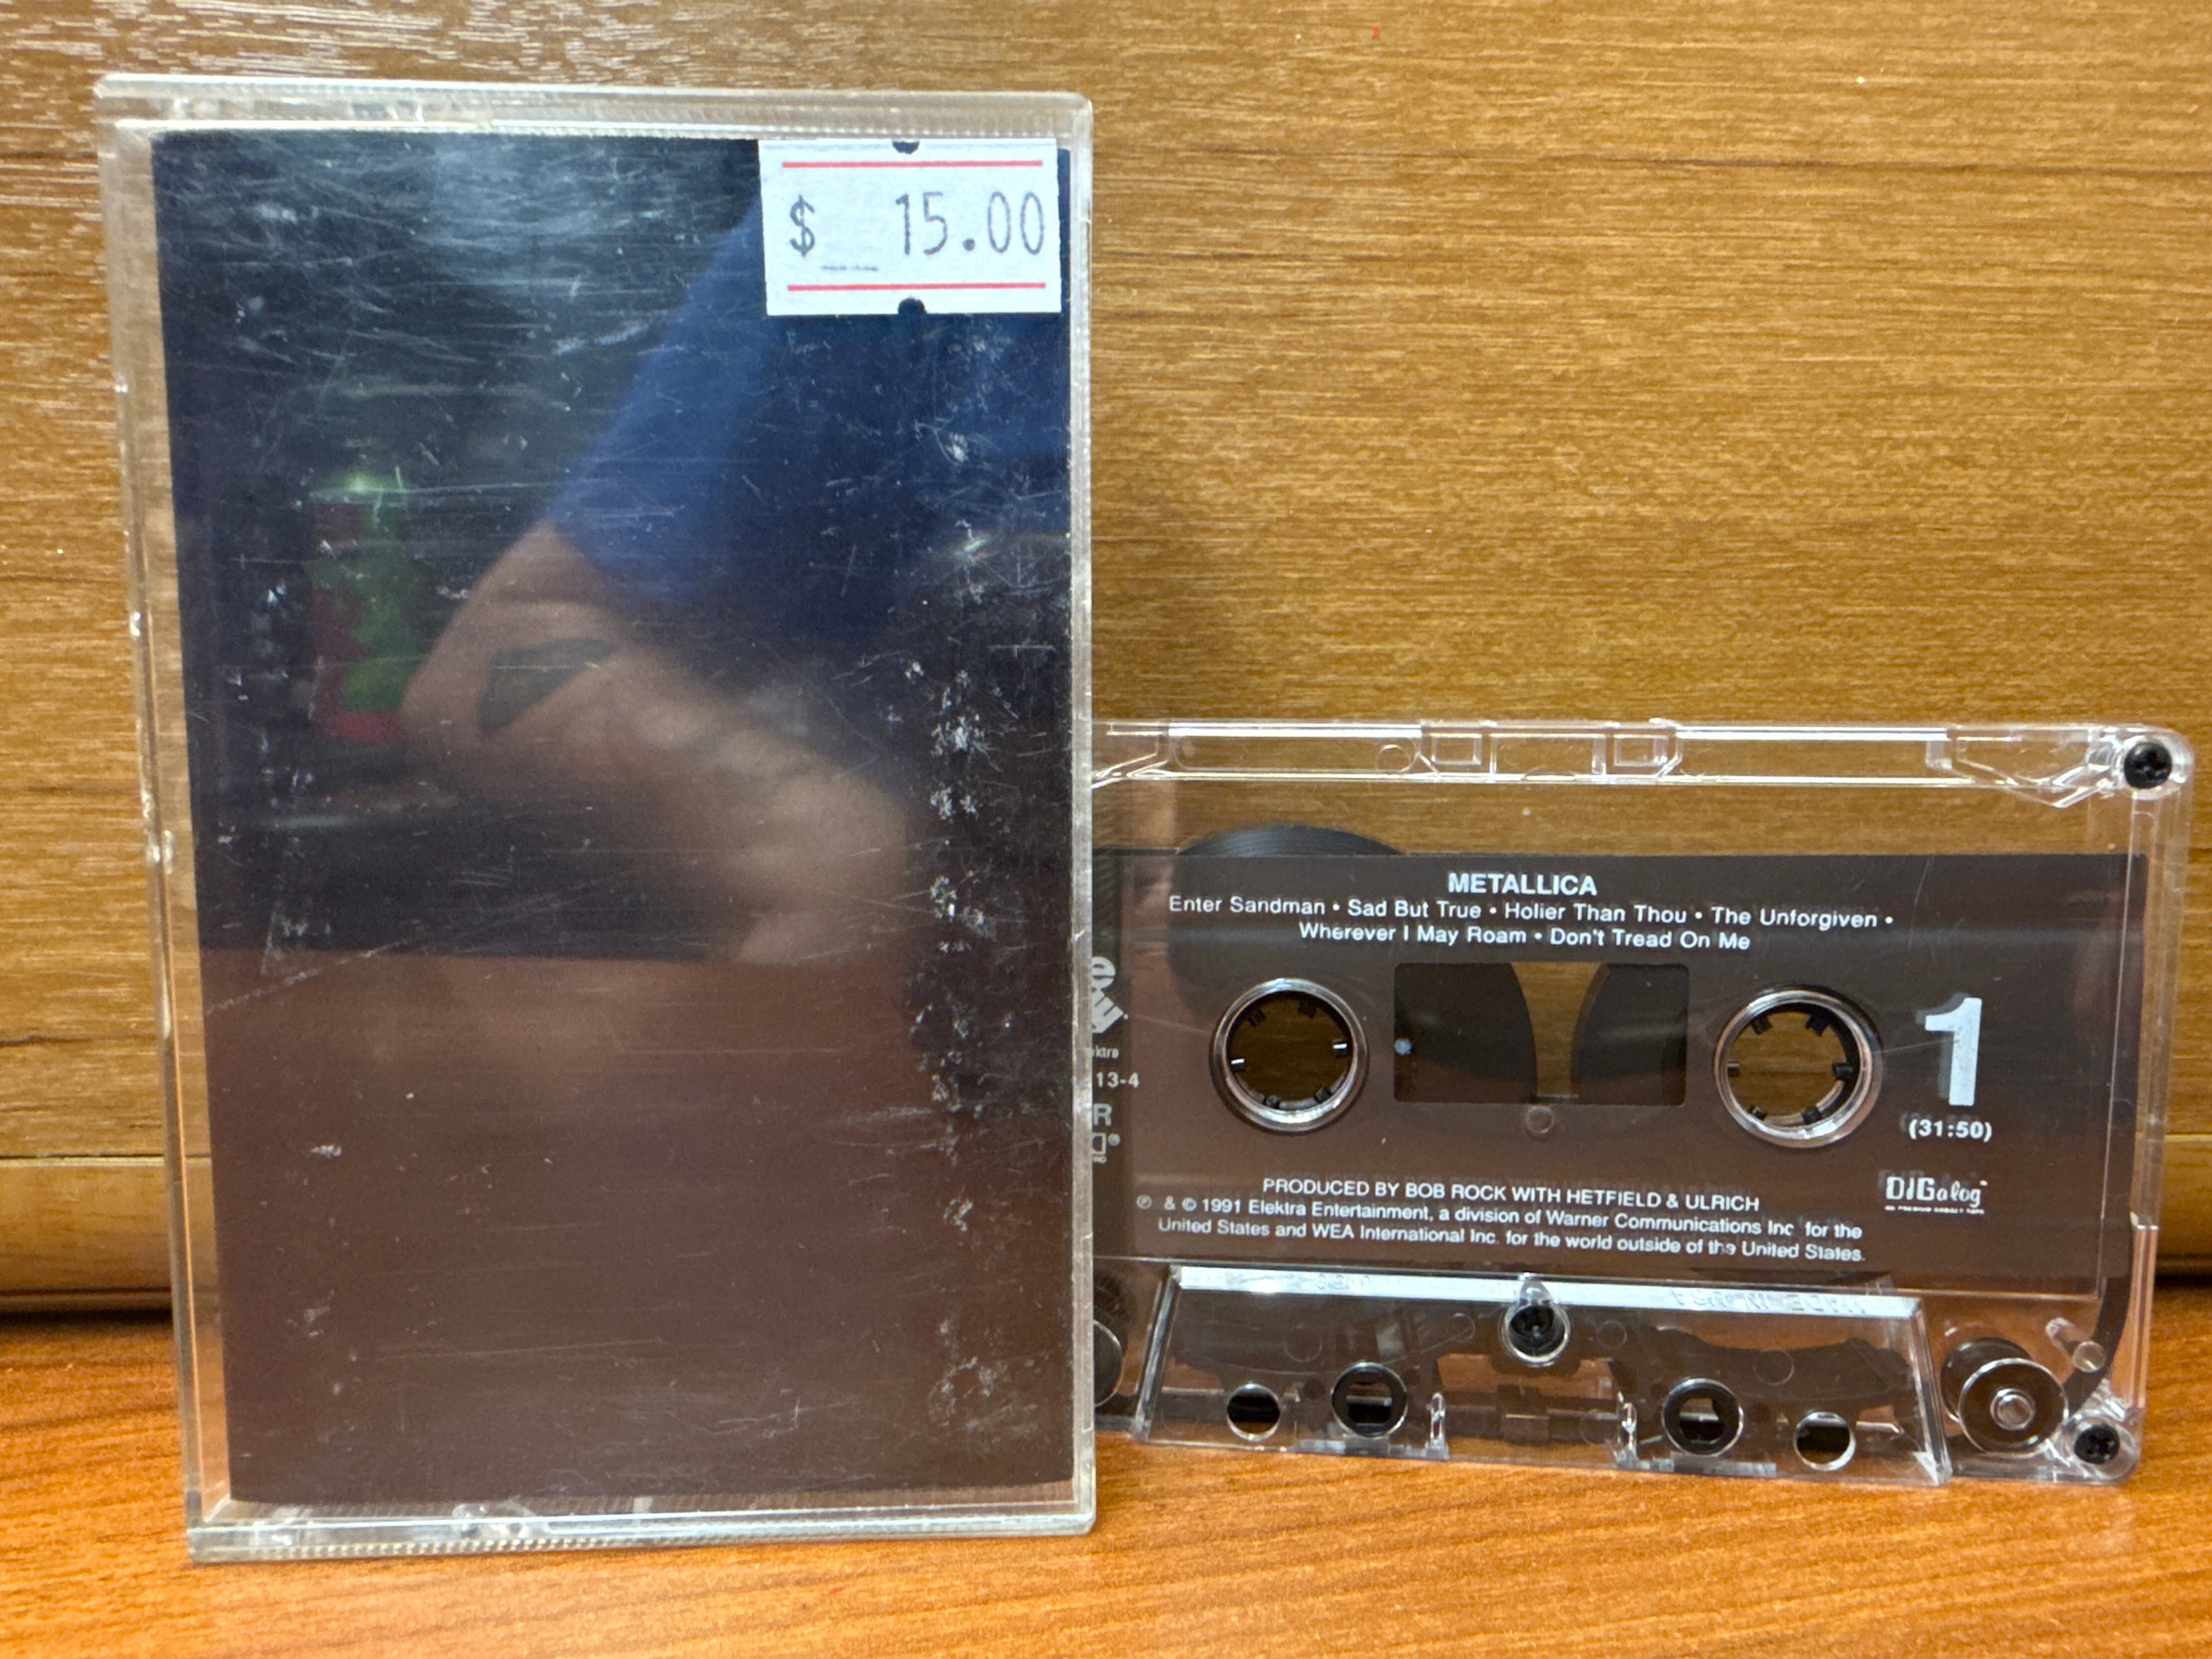 $ 15.00
METALLICA
Enter Sandman • Sad But True • Holier Than Thou • The Unforgiven •
Wherever I May Roam • Don't Tread On Me
13-4
R
1
(31:50)
DIGalog
PRODUCED BY BOB ROCK WITH HETFIELD & ULRICH
℗ & © 1991 Elektra Entertainment, a division of Warner Communications Inc. for the
United States and WEA International Inc. for the world outside of the United States.